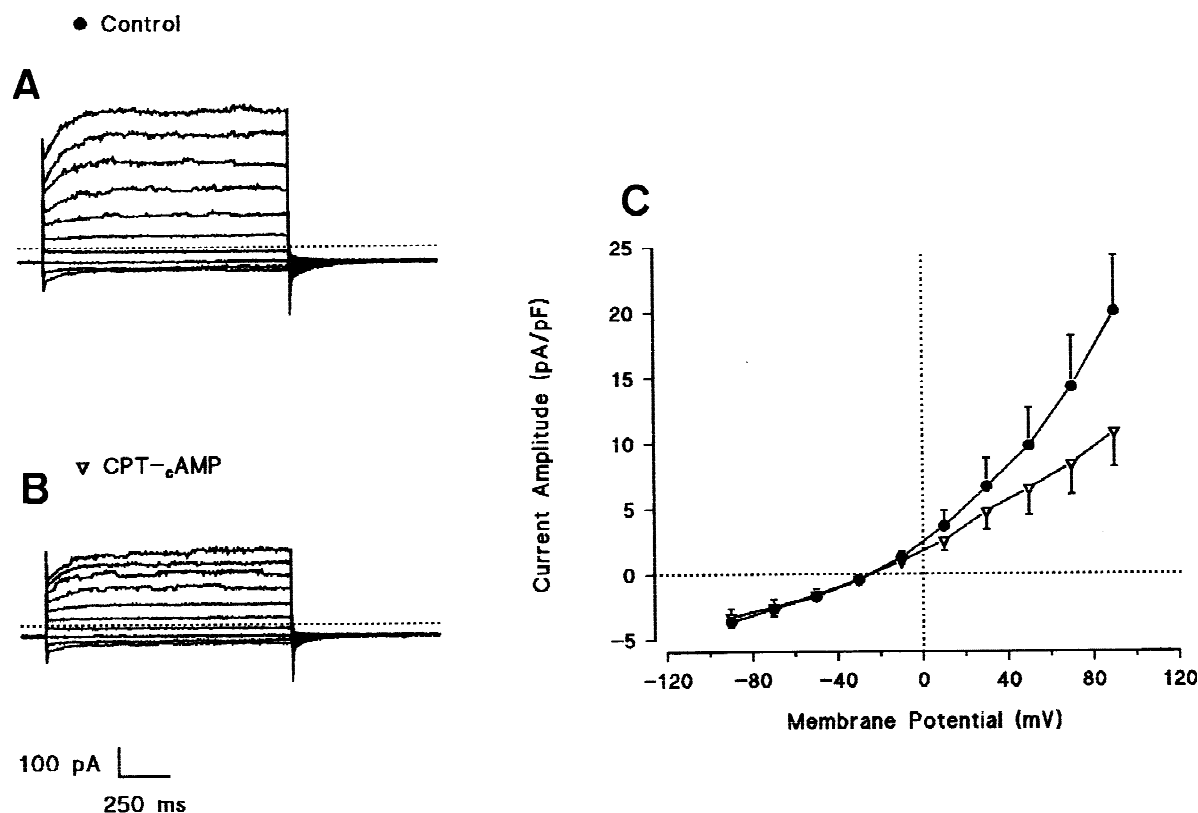 ● Control
A
B
▽ CPT-cAMP
100 pA
250 ms
C
Current Amplitude (pA/pF)
25
20
15
10
5
0
-5
-120 -80 -40 0 40 80 120
Membrane Potential (mV)